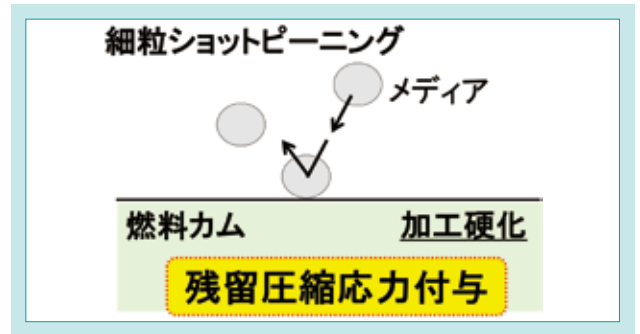 細粒ショットピーニング
メディア
燃料カム
加工硬化
残留圧縮応力付与